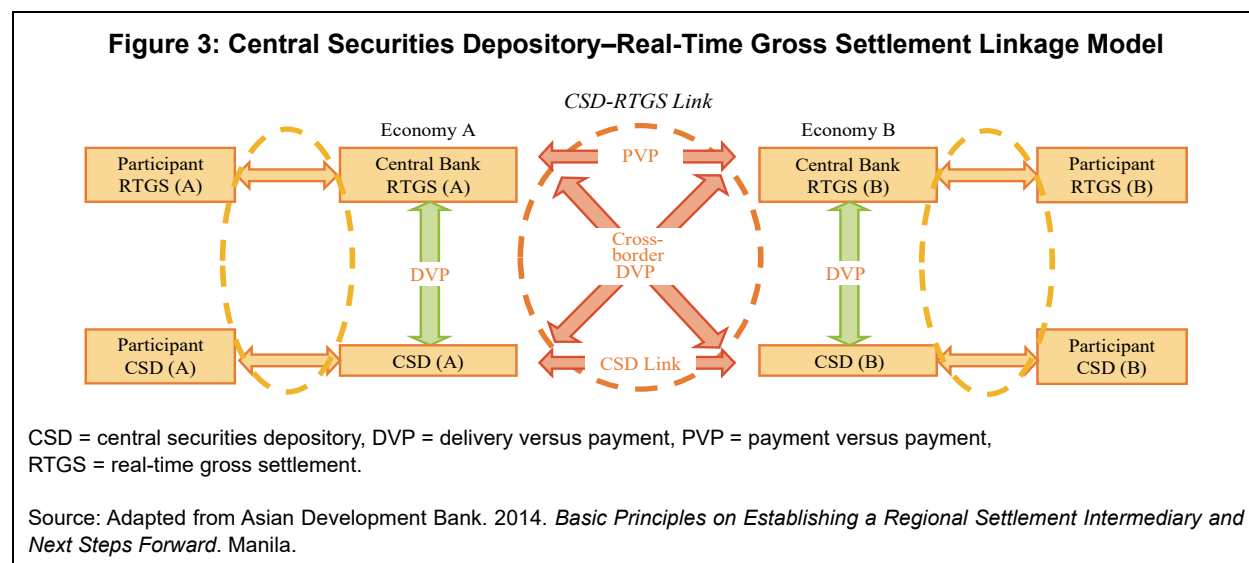 Figure 3: Central Securities Depository–Real-Time Gross Settlement Linkage Model
CSD-RTGS Link
Economy A
Economy B
Participant
RTGS (A)
Central Bank
RTGS (A)
PVP
Central Bank
RTGS (B)
Participant
RTGS (B)
DVP
Cross-
border
DVP
DVP
Participant
CSD (A)
CSD (A)
CSD Link
CSD (B)
Participant
CSD (B)
CSD = central securities depository, DVP = delivery versus payment, PVP = payment versus payment,
RTGS = real-time gross settlement.
Source: Adapted from Asian Development Bank. 2014. Basic Principles on Establishing a Regional Settlement Intermediary and
Next Steps Forward. Manila.